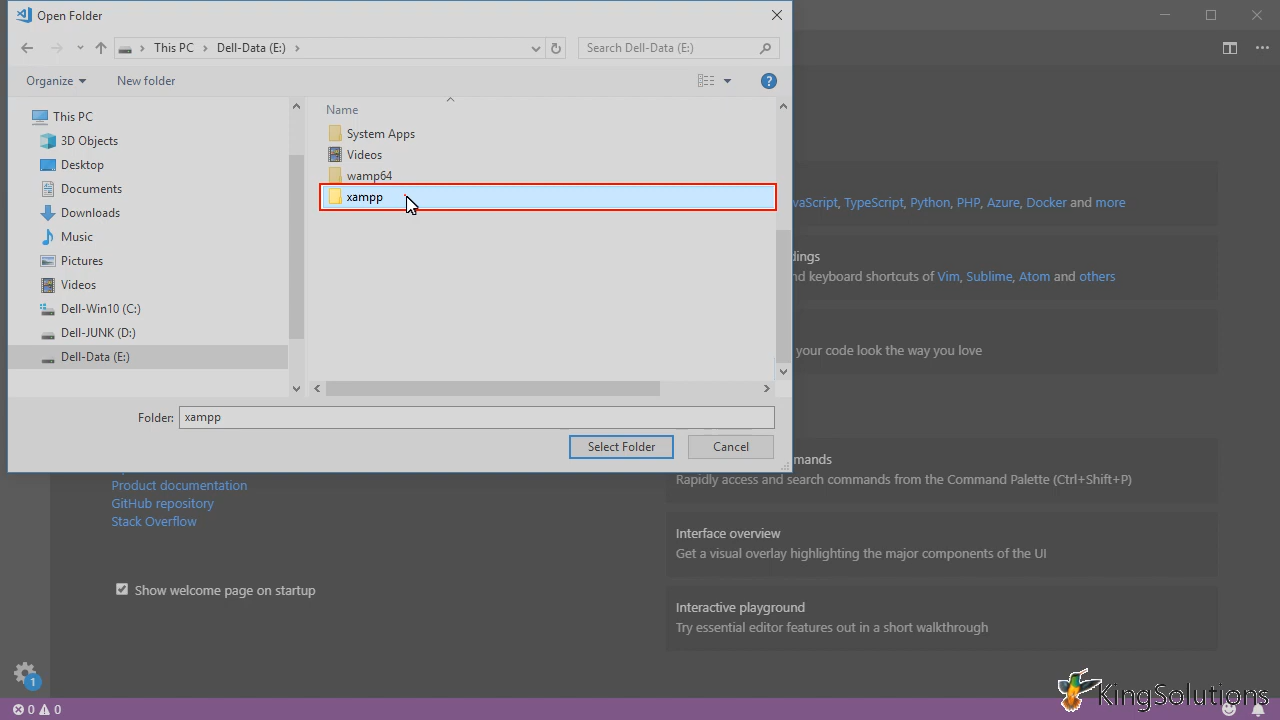 Open Folder
This PC > Dell-Data (E:) >
Search Dell-Data (E:)
Organize
New folder
?
This PC
3D Objects
Desktop
Documents
Downloads
Music
Pictures
Videos
Dell-Win10 (C:)
Dell-JUNK (D:)
Dell-Data (E:)
Name
System Apps
Videos
wamp64
xampp
Folder: xampp
Select Folder
Cancel
vaScript, TypeScript, Python, PHP, Azure, Docker and more
dings
nd keyboard shortcuts of Vim, Sublime, Atom and others
your code look the way you love
mands
Rapidly access and search commands from the Command Palette (Ctrl+Shift+P)
Product documentation
GitHub repository
Stack Overflow
Interface overview
Get a visual overlay highlighting the major components of the UI
Show welcome page on startup
Interactive playground
Try essential editor features out in a short walkthrough
1
0 0
KingSolutions